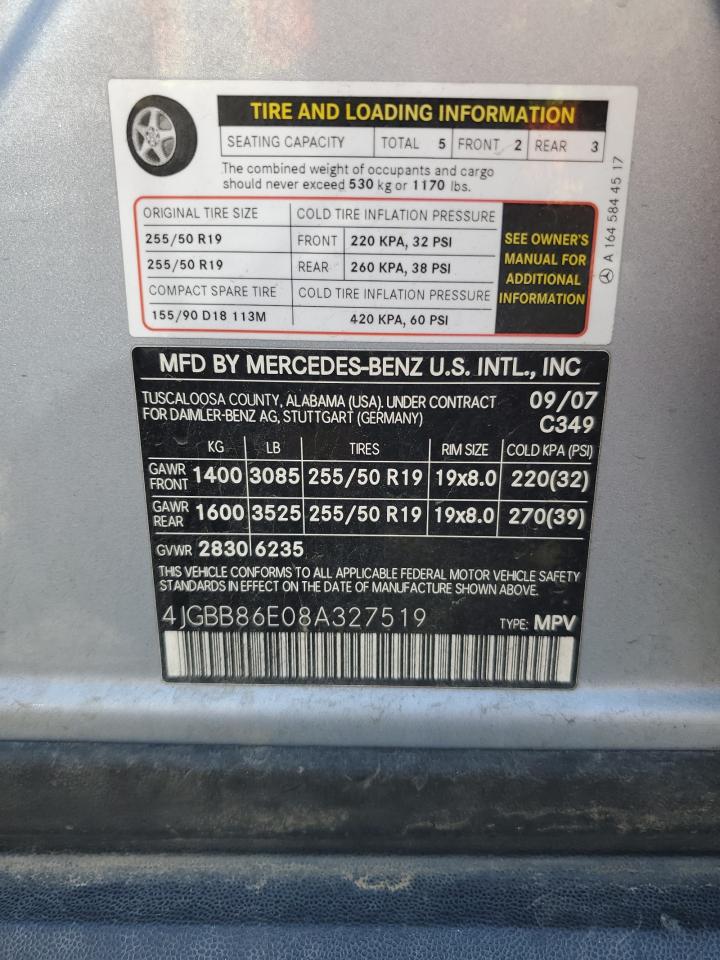 TIRE AND LOADING INFORMATION
SEATING CAPACITY TOTAL 5 FRONT 2 REAR 3
The combined weight of occupants and cargo
should never exceed 530 kg or 1170 lbs.
ORIGINAL TIRE SIZE COLD TIRE INFLATION PRESSURE
255/50 R19 FRONT 220 KPA, 32 PSI
255/50 R19 REAR 260 KPA, 38 PSI
COMPACT SPARE TIRE COLD TIRE INFLATION PRESSURE
155/90 D18 113M 420 KPA, 60 PSI
SEE OWNER'S
MANUAL FOR
ADDITIONAL
INFORMATION
A 164 584 45 17
MFD BY MERCEDES-BENZ U.S. INTL., INC
TUSCALOOSA COUNTY, ALABAMA (USA). UNDER CONTRACT 09/07
FOR DAIMLER-BENZ AG, STUTTGART (GERMANY) C349
KG LB TIRES RIM SIZE COLD KPA (PSI)
GAWR FRONT 1400 3085 255/50 R19 19x8.0 220(32)
GAWR REAR 1600 3525 255/50 R19 19x8.0 270(39)
GVWR 2830 6235
THIS VEHICLE CONFORMS TO ALL APPLICABLE FEDERAL MOTOR VEHICLE SAFETY
STANDARDS IN EFFECT ON THE DATE OF MANUFACTURE SHOWN ABOVE.
4JGBB86E08A327519 TYPE: MPV